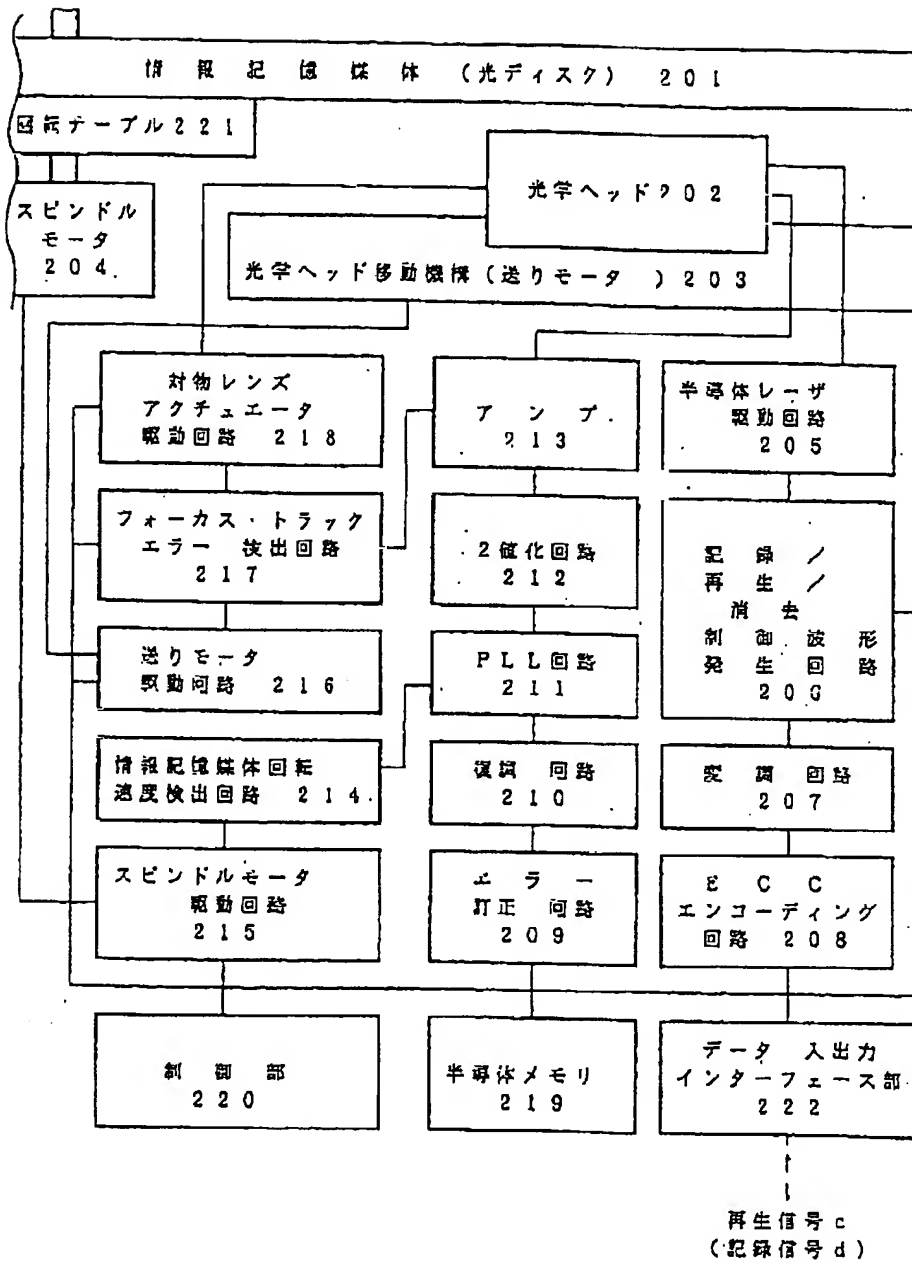 情報記憶媒体（光ディスク） 201
回転テーブル221
スピンドル
モータ
204
光学ヘッド202
光学ヘッド移動機構（送りモータ ）203
対物レンズ
アクチュエータ
駆動回路 218
アンプ
213
半導体レーザ
駆動回路
205
フォーカス・トラック
エラー 検出回路
217
2値化回路
212
記録／
再生／
消去
制御 波形
発生回路
206
送りモータ
駆動回路 216
PLL回路
211
情報記憶媒体回転
速度検出回路 214
復調 回路
210
変調 回路
207
スピンドルモータ
駆動回路
215
エラー
訂正 回路
209
ECC
エンコーディング
回路 208
制御部
220
半導体メモリ
219
データ 入出力
インターフェース部
222
再生信号c
（記録信号d）